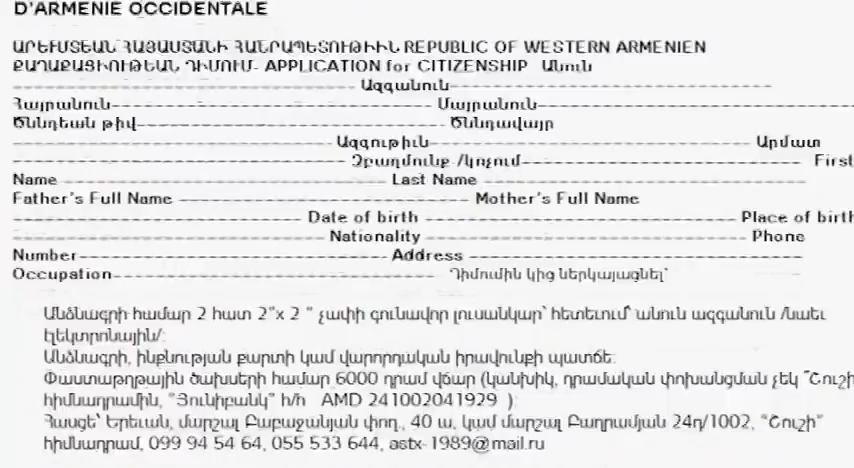 D'ARMENIE OCCIDENTALE
ԱՐԵՒՄՏԵԱՆ ՀԱՅԱՍՏԱՆԻ ՀԱՆՐԱՊԵՏՈՒԹԻՒՆ REPUBLIC OF WESTERN ARMENIEN
ՔԱՂԱՔԱՑԻՈՒԹԵԱՆ ԴԻՄՈՒՄ- APPLICATION for CITIZENSHIP Անուն
Ազգանուն
Հայրանուն Մայրանուն
Ծննդեան թիվ Ծննդավայր
Ազգութիւն Արմատ
Զբաղմունք /կոչում First
Name Last Name
Father's Full Name Mother's Full Name
Date of birth Place of birth
Nationality Phone
Number Address
Occupation Դիմումին կից ներկայացնել՝
Անձնագրի համար 2 հատ 2"x 2 " չափի գունավոր լուսանկար՝ հետեւում՝ անուն ազգանուն /նաեւ
էլեկտրոնային/:
Անձնագրի, ինքնության քարտի կամ վարորդական իրավունքի պատճե:
Փաստաթղթային ծախսերի համար 6000 դրամ վճար (կանխիկ, դրամական փոխանցման չեկ "Շուշի
հիմնադրամին, "Յունիբանկ" հ/հ AMD 241002041929 ):
Հասցե՝ Երեւան, մարշալ Բաբաջանյան փող., 40 ա, կամ մարշալ Բաղրամյան 24դ/1002, "Շուշի"
հիմնադրամ, 099 94 54 64, 055 533 644, astx-1989@mail.ru